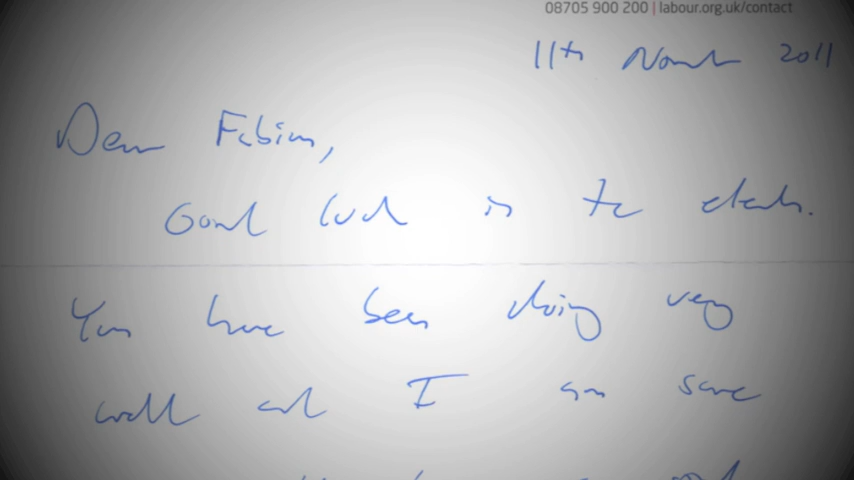 08705 900 200 | labour.org.uk/contact
11th November 2011
Dear Fabian,
Good luck in the election.
You have been doing very
well and I am sure